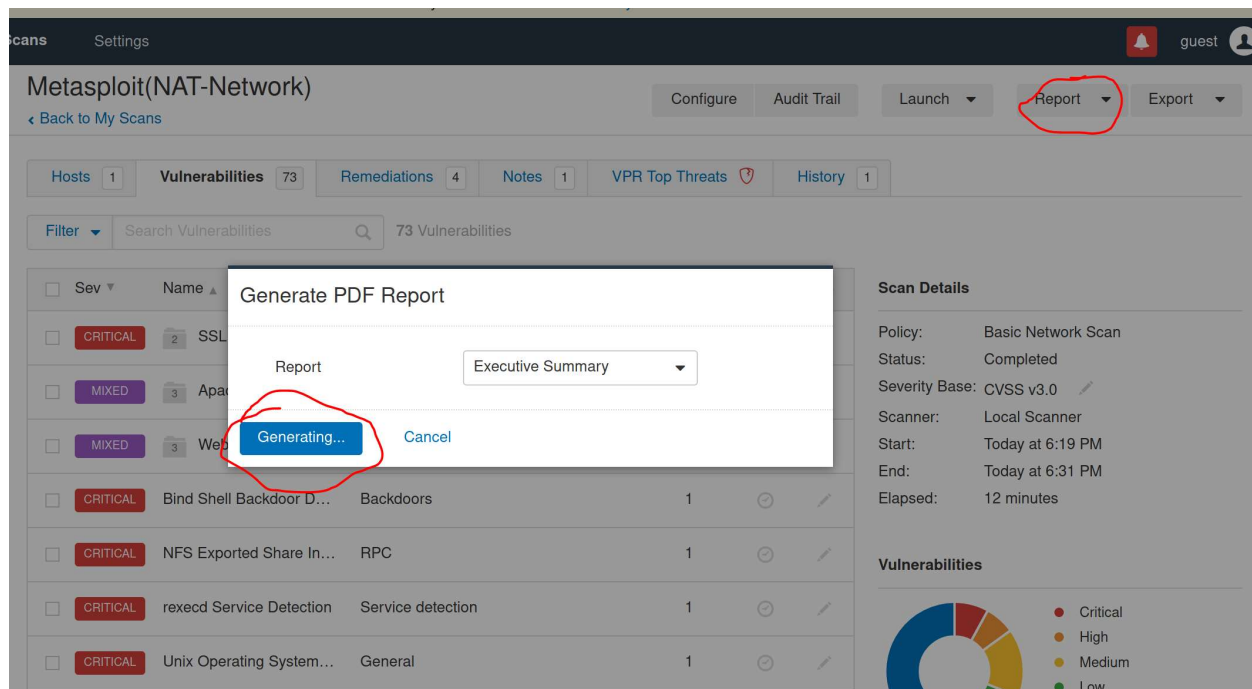 Scans Settings guest
Metasploit(NAT-Network) Configure Audit Trail Launch Report Export
Back to My Scans
Hosts 1 Vulnerabilities 73 Remediations 4 Notes 1 VPR Top Threats History 1
Filter Search Vulnerabilities 73 Vulnerabilities
Sev Name
Generate PDF Report
Report Executive Summary
Generating... Cancel
CRITICAL 2 SSL
MIXED 3 Apac
MIXED 3 Web
CRITICAL Bind Shell Backdoor D... Backdoors 1
CRITICAL NFS Exported Share In... RPC 1
CRITICAL rexecd Service Detection Service detection 1
CRITICAL Unix Operating System... General 1
Scan Details
Policy: Basic Network Scan
Status: Completed
Severity Base: CVSS v3.0
Scanner: Local Scanner
Start: Today at 6:19 PM
End: Today at 6:31 PM
Elapsed: 12 minutes
Vulnerabilities
Critical
High
Medium
Low